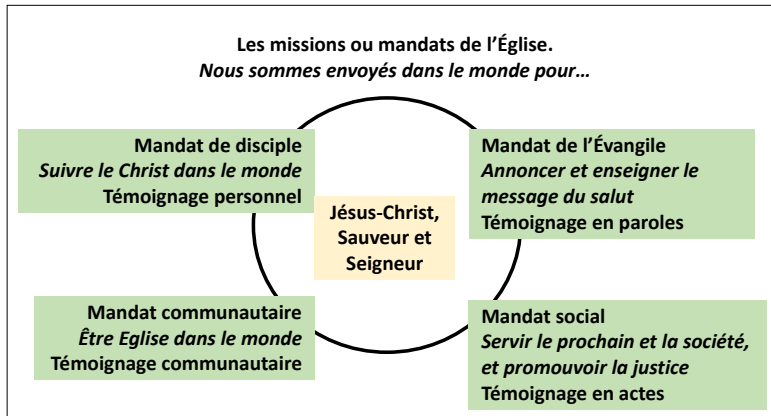 Les missions ou mandats de l’Église.
Nous sommes envoyés dans le monde pour…
Mandat de disciple
Suivre le Christ dans le monde
Témoignage personnel
Mandat de l’Évangile
Annoncer et enseigner le
message du salut
Témoignage en paroles
Jésus-Christ,
Sauveur et
Seigneur
Mandat communautaire
Être Eglise dans le monde
Témoignage communautaire
Mandat social
Servir le prochain et la société,
et promouvoir la justice
Témoignage en actes